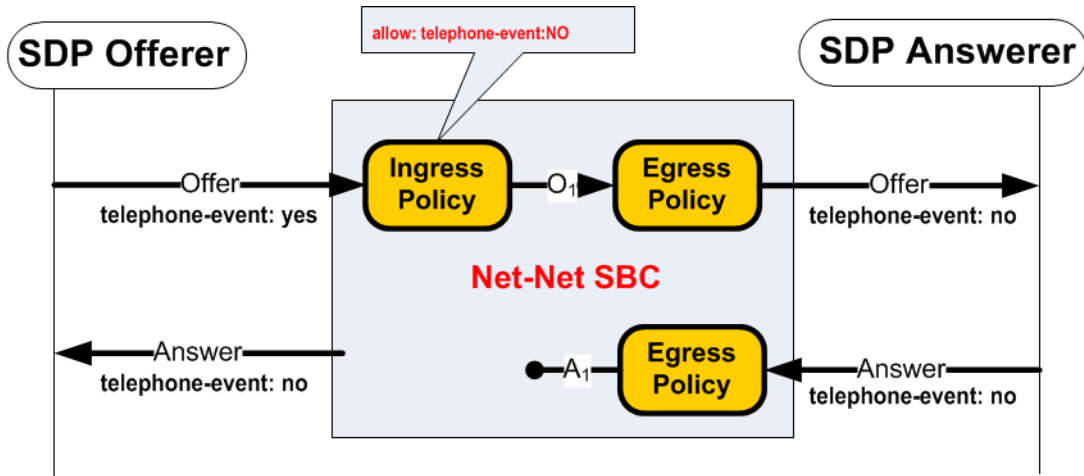 allow: telephone-event:NO
SDP Offerer
SDP Answerer
Ingress
Policy
Egress
Policy
Offer
O1
Offer
telephone-event: yes
telephone-event: no
Net-Net SBC
Answer
telephone-event: no
Egress
Policy
A1
Answer
telephone-event: no